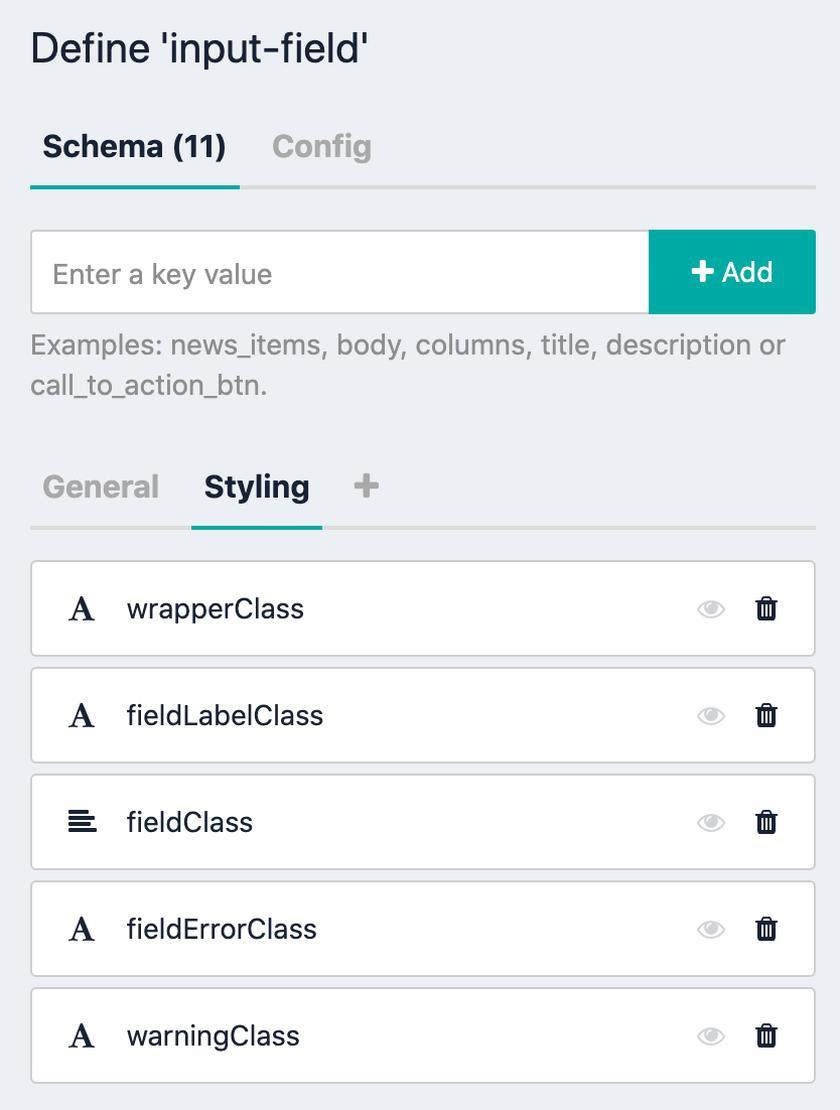 Define 'input-field'
Schema (11) Config
Enter a key value + Add
Examples: news_items, body, columns, title, description or
call_to_action_btn.
General Styling +
A wrapperClass
A fieldLabelClass
fieldClass
A fieldErrorClass
A warningClass